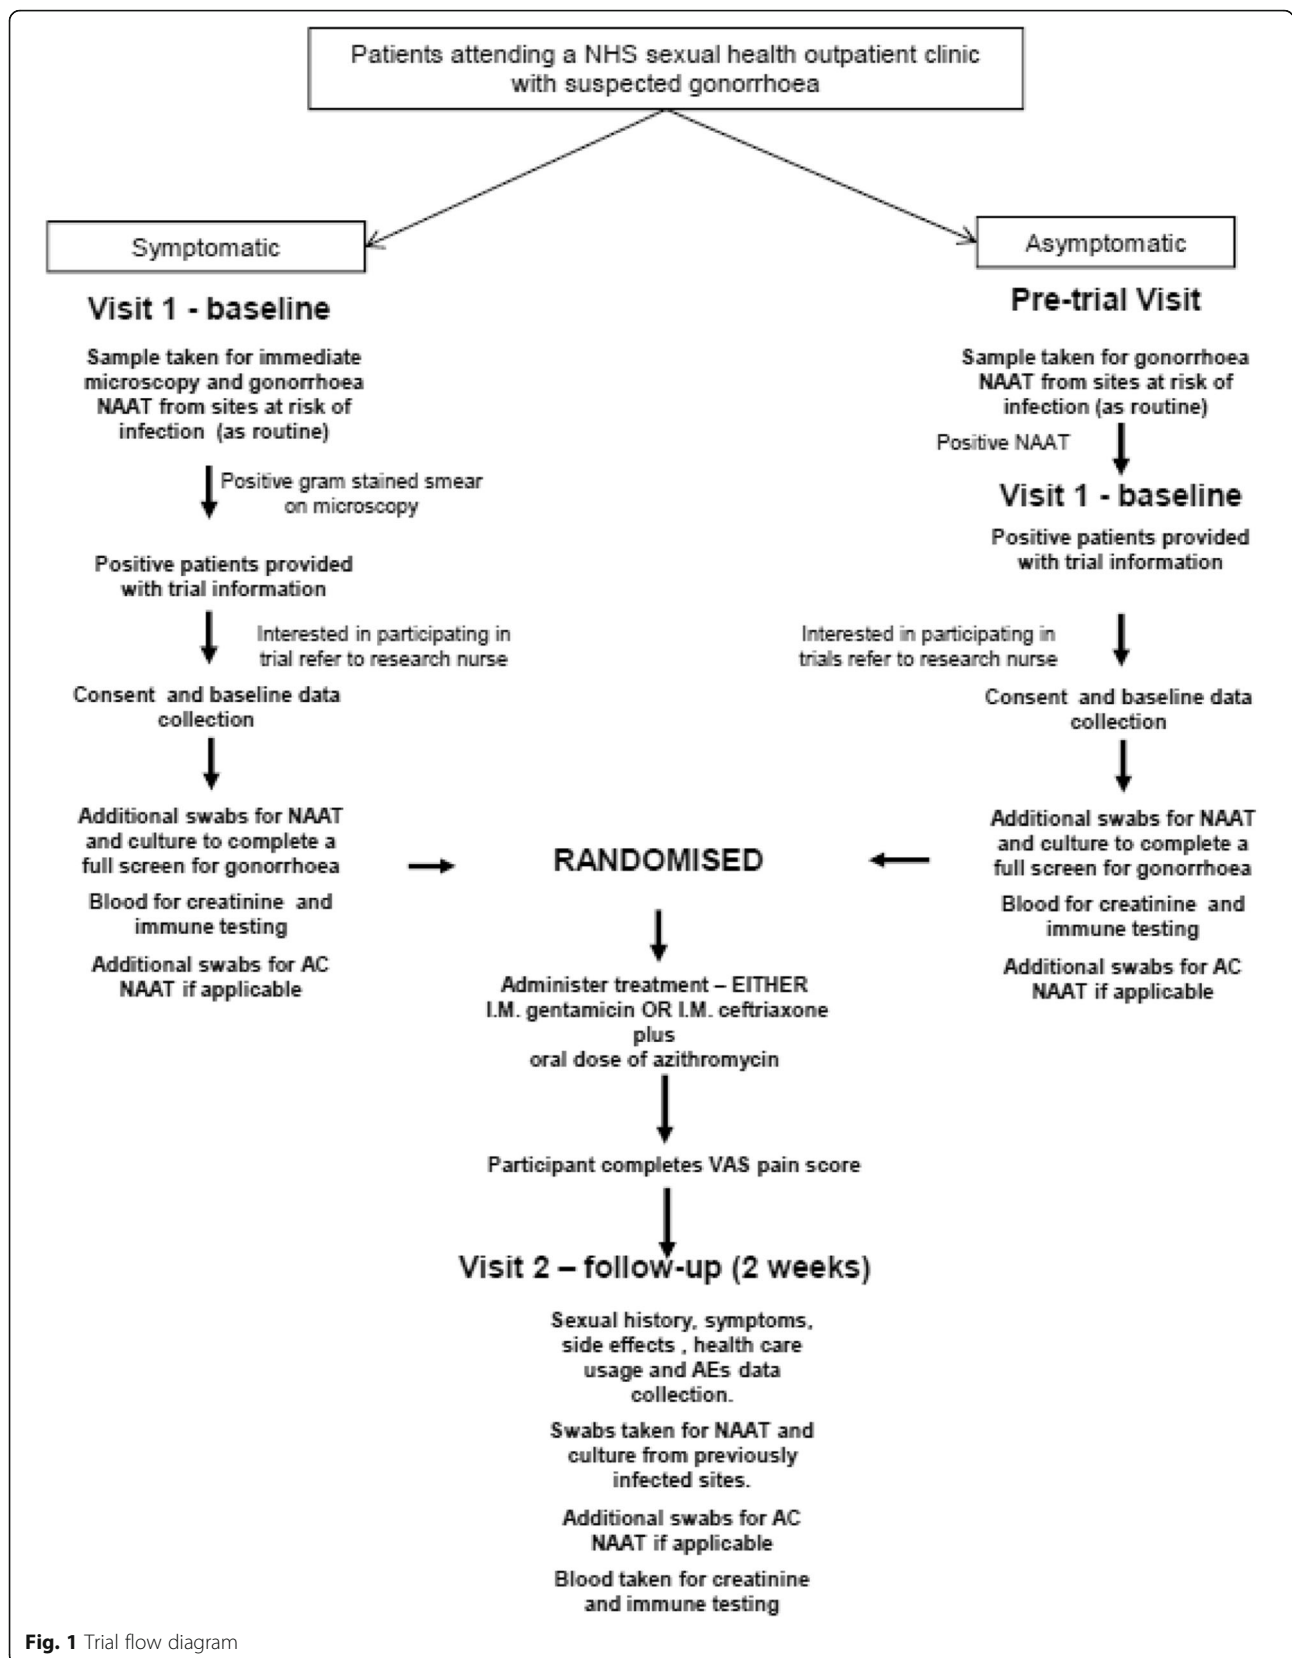 Patients attending a NHS sexual health outpatient clinic
with suspected gonorrhoea
Symptomatic
Visit 1 - baseline
Sample taken for immediate
microscopy and gonorrhoea
NAAT from sites at risk of
infection (as routine)
Positive gram stained smear
on microscopy
Positive patients provided
with trial information
Interested in participating in
trial refer to research nurse
Consent and baseline data
collection
Additional swabs for NAAT
and culture to complete a
full screen for gonorrhoea
Blood for creatinine and
immune testing
Additional swabs for AC
NAAT if applicable
Asymptomatic
Pre-trial Visit
Sample taken for gonorrhoea
NAAT from sites at risk of
infection (as routine)
Positive NAAT
Visit 1 - baseline
Positive patients provided
with trial information
Interested in participating in
trials refer to research nurse
Consent and baseline data
collection
Additional swabs for NAAT
and culture to complete a
full screen for gonorrhoea
Blood for creatinine and
immune testing
Additional swabs for AC
NAAT if applicable
RANDOMISED
Administer treatment – EITHER
I.M. gentamicin OR I.M. ceftriaxone
plus
oral dose of azithromycin
Participant completes VAS pain score
Visit 2 – follow-up (2 weeks)
Sexual history, symptoms,
side effects , health care
usage and AEs data
collection.
Swabs taken for NAAT and
culture from previously
infected sites.
Additional swabs for AC
NAAT if applicable
Blood taken for creatinine
and immune testing
Fig. 1 Trial flow diagram